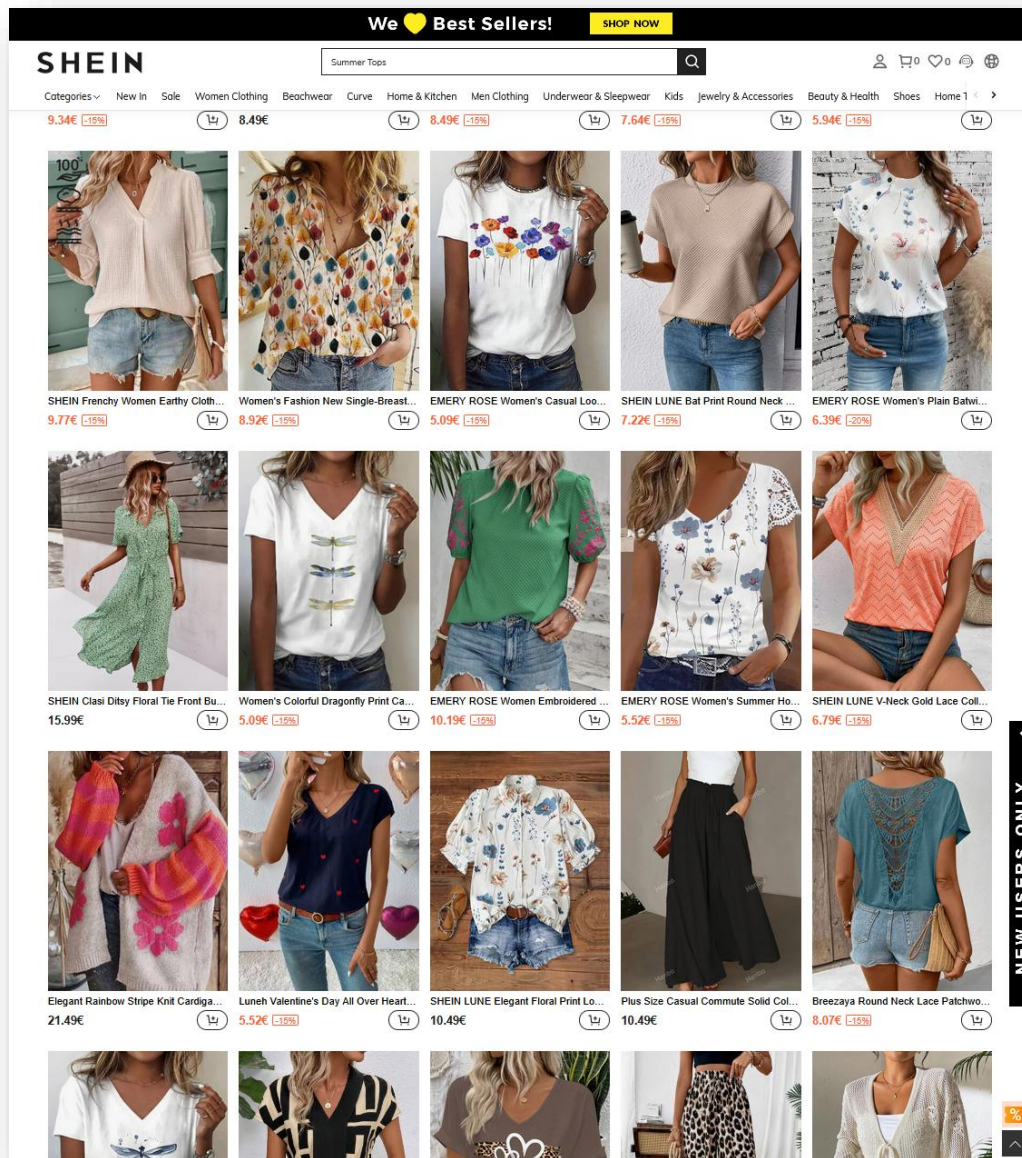 We Best Sellers! SHOP NOW
SHEIN
Summer Tops
0 0
Categories New In Sale Women Clothing Beachwear Curve Home & Kitchen Men Clothing Underwear & Sleepwear Kids Jewelry & Accessories Beauty & Health Shoes Home T
9.34€ -15% 8.49€ 8.49€ -15% 7.64€ -15% 5.94€ -15%
100%
SHEIN Frenchy Women Earthy Cloth... Women's Fashion New Single-Breast... EMERY ROSE Women's Casual Loo... SHEIN LUNE Bat Print Round Neck ... EMERY ROSE Women's Plain Batwi...
9.77€ -15% 8.92€ -15% 5.09€ -15% 7.22€ -15% 6.39€ -20%
SHEIN Clasi Ditsy Floral Tie Front Bu... Women's Colorful Dragonfly Print Ca... EMERY ROSE Women Embroidered ... EMERY ROSE Women's Summer Ho... SHEIN LUNE V-Neck Gold Lace Coll...
15.99€ 5.09€ -15% 10.19€ -15% 5.52€ -15% 6.79€ -15%
NEW USERS ONLY
Elegant Rainbow Stripe Knit Cardiga... Luneh Valentine's Day All Over Heart... SHEIN LUNE Elegant Floral Print Lo... Plus Size Casual Commute Solid Col... Breezaya Round Neck Lace Patchwo...
21.49€ 5.52€ -15% 10.49€ 10.49€ 8.07€ -15%
%